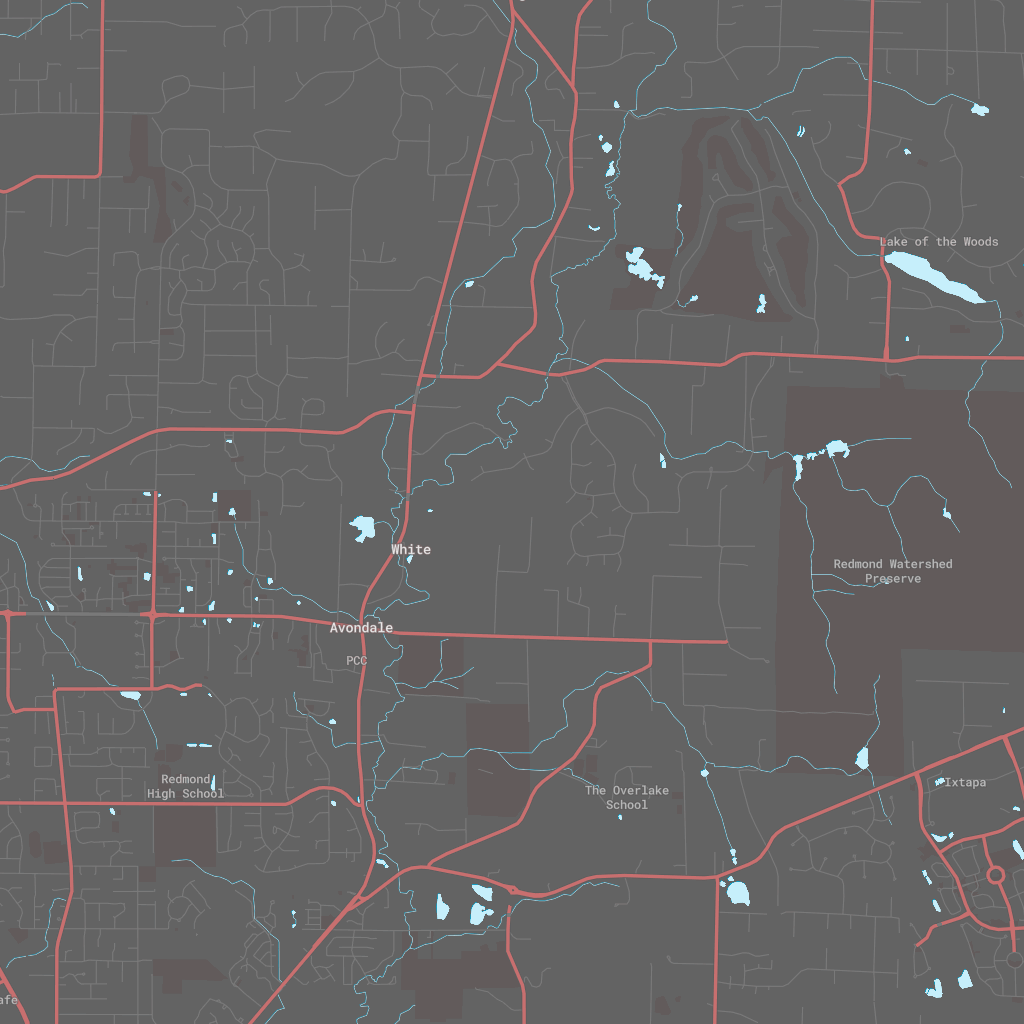 Lake of the Woods
White
Redmond Watershed
Preserve
Avondale
PCC
Redmond
High School
The Overlake
School
Ixtapa
afe